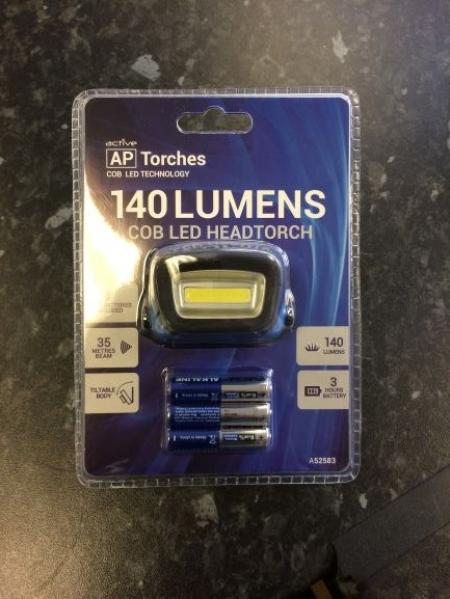 active
AP Torches
COB LED TECHNOLOGY
140 LUMENS
COB LED HEADTORCH
35
METRES
BEAM
140
LUMENS
TILTABLE
BODY
3
HOURS
BATTERY
ALKALINE
A52583